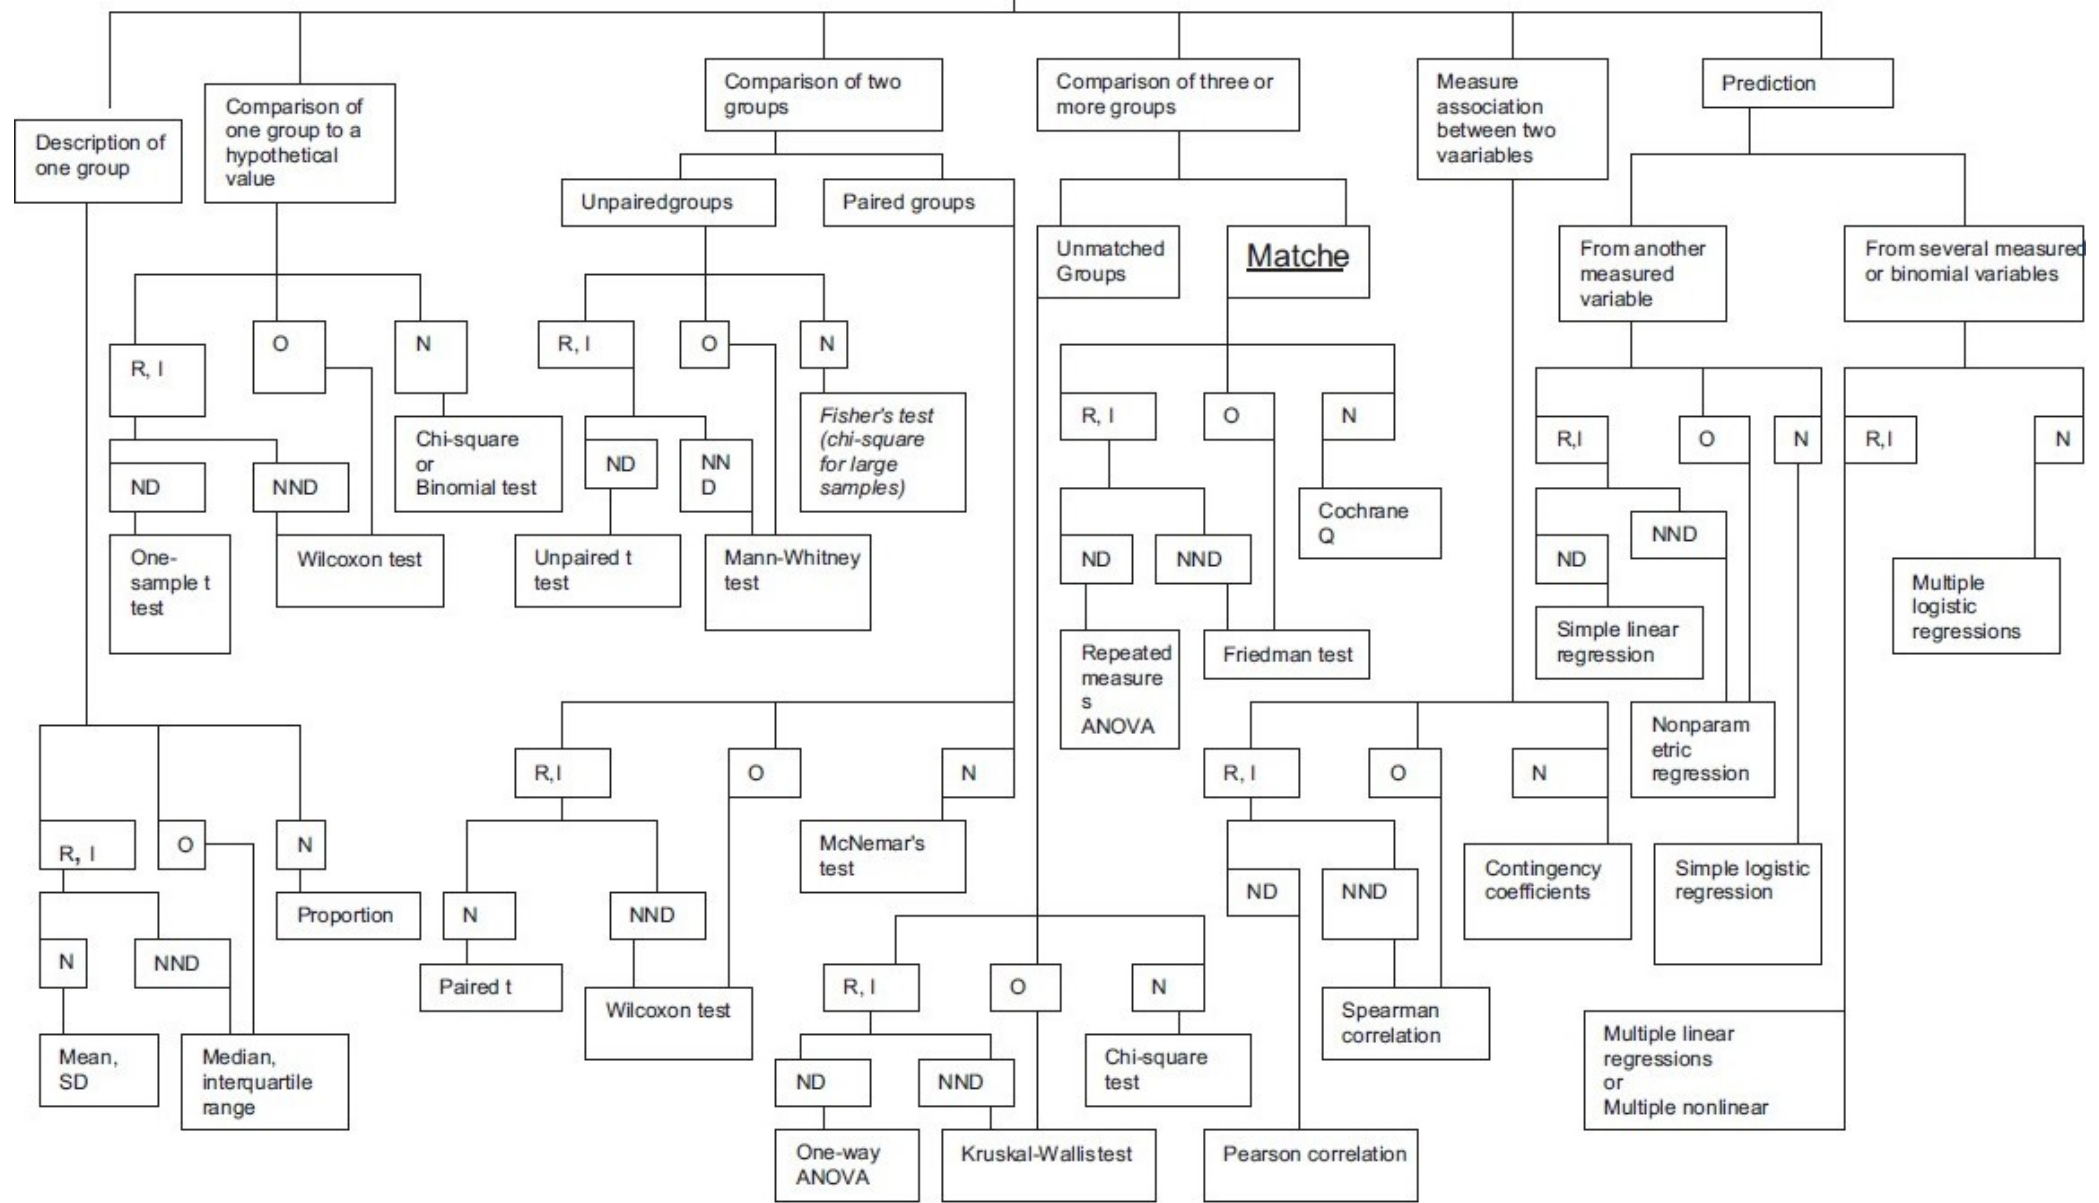 Description of
one group
Comparison of
one group to a
hypothetical
value
Comparison of two
groups
Comparison of three or
more groups
Measure
association
between two
vaariables
Prediction
Unpairedgroups
Paired groups
Unmatched
Groups
Matche
From another
measured
variable
From several measured
or binomial variables
R, I
O
N
ND
NND
One-
sample t
test
Wilcoxon test
Chi-square
or
Binomial test
R, I
O
N
ND
NN
D
Unpaired t
test
Mann-Whitney
test
Fisher's test
(chi-square
for large
samples)
R, I
O
N
ND
NND
Repeated
measure
s
ANOVA
Friedman test
Cochrane
Q
R,I
O
N
ND
NND
Simple linear
regression
Nonparam
etric
regression
Simple logistic
regression
R,I
N
Multiple
logistic
regressions
Multiple linear
regressions
or
Multiple nonlinear
R, I
O
N
N
NND
Proportion
Mean,
SD
Median,
interquartile
range
R,I
O
N
N
NND
Paired t
Wilcoxon test
McNemar's
test
R, I
O
N
ND
NND
One-way
ANOVA
Kruskal-Wallistest
Chi-square
test
R, I
O
N
ND
NND
Pearson correlation
Spearman
correlation
Contingency
coefficients